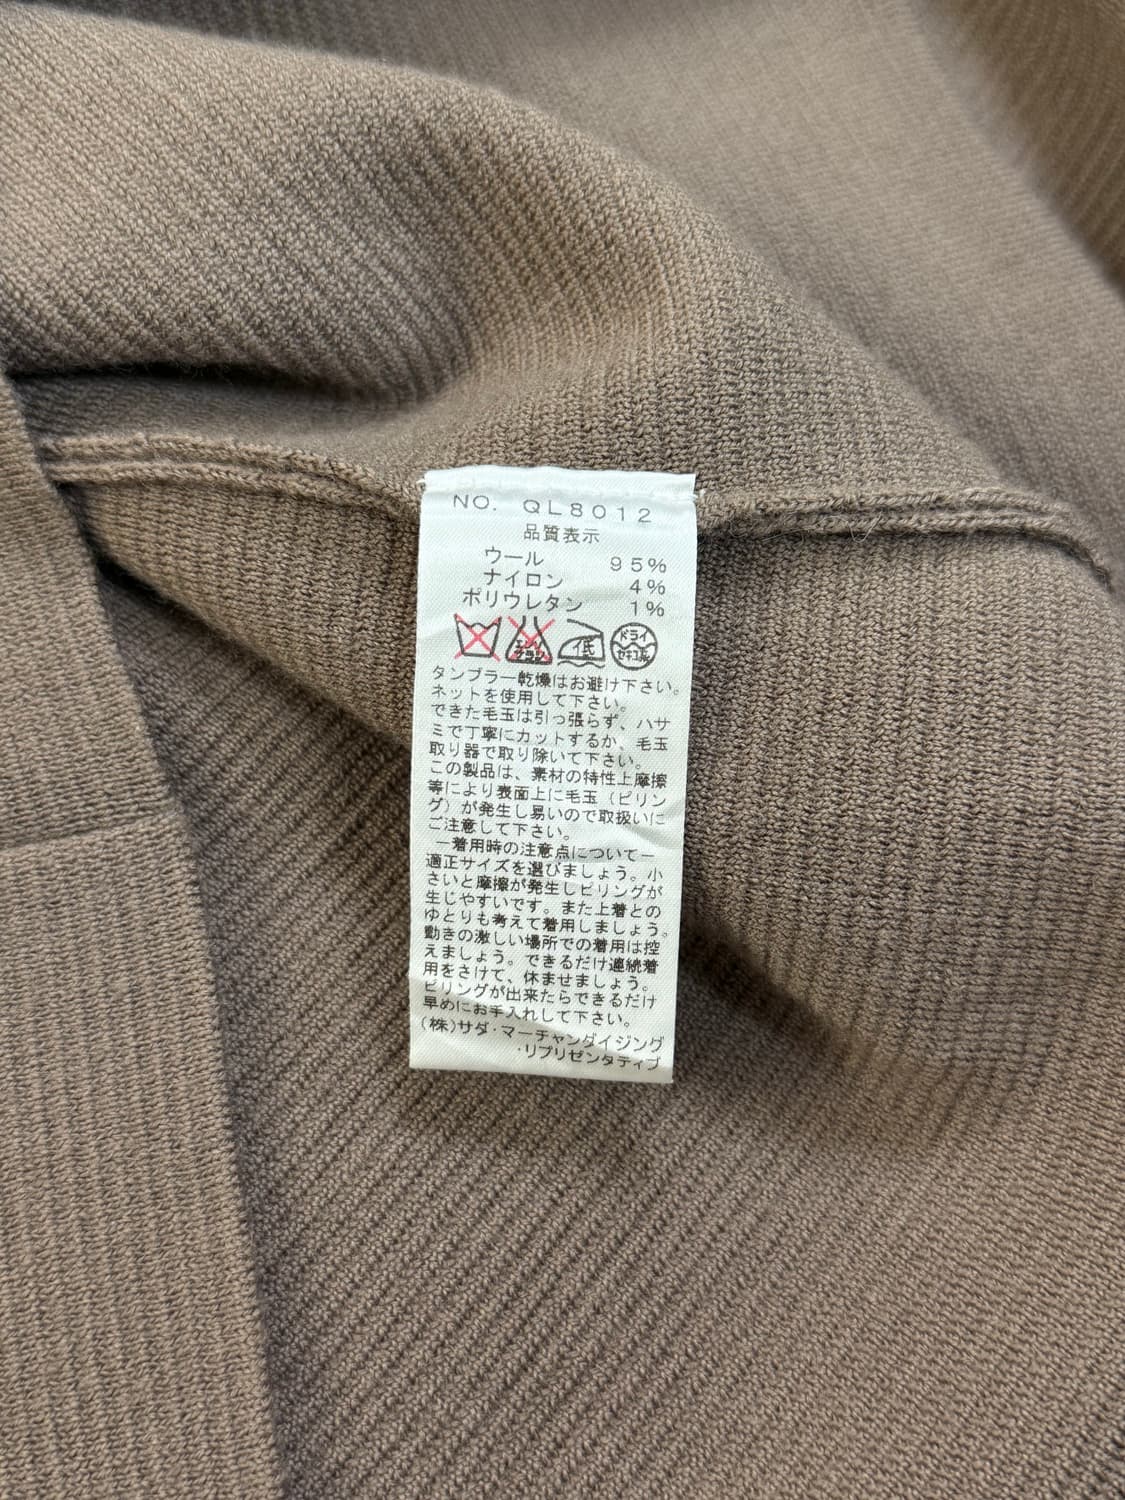 NO. QL8012
品質表示
ウール 95%
ナイロン 4%
ポリウレタン 1%
エンソ サラシ 低 ドライ セキユ系
タンブラー乾燥はお避け下さい。
ネットを使用して下さい。
できた毛玉は引っ張らず、ハサ
ミで丁寧にカットするか、毛玉
取り器で取り除いて下さい。
この製品は、素材の特性上摩擦
等により表面上に毛玉（ピリン
グ）が発生し易いので取扱いに
ご注意して下さい。
ー着用時の注意点についてー
適正サイズを選びましょう。小
さいと摩擦が発生しピリングが
生じやすいです。また上着との
ゆとりも考えて着用しましょう。
動きの激しい場所での着用は控
えましょう。できるだけ連続着
用をさけて、休ませましょう。
ピリングが出来たらできるだけ
早めにお手入れして下さい。
(株)サダ・マーチャンダイジング
・リプリゼンタティブ